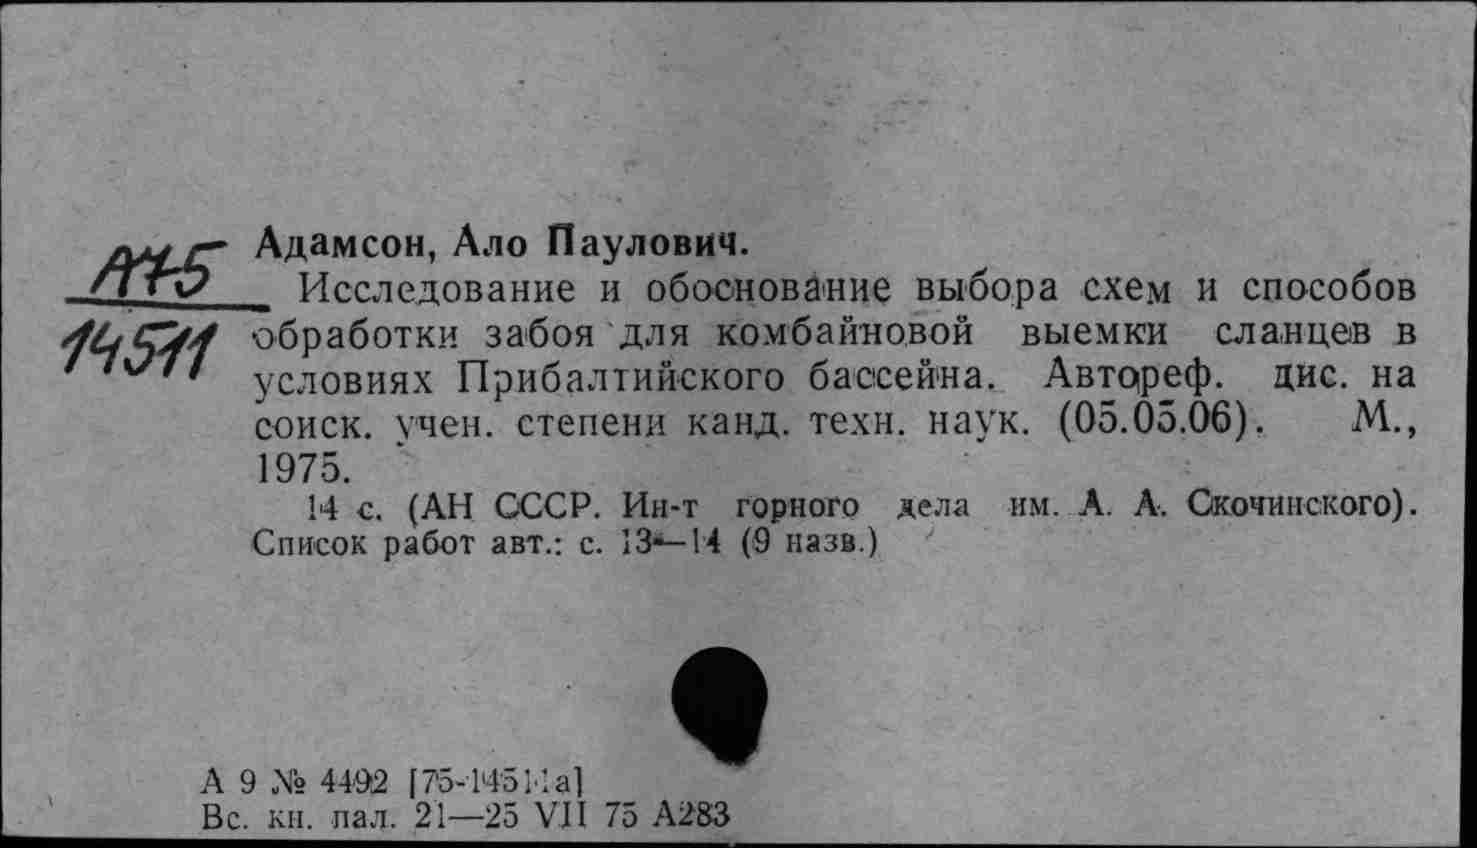 А75
14511
Адамсон, Ало Паулович.
Исследование и обоснование выбора схем и способов
обработки забоя для комбайновой выемки сланцев в
условиях Прибалтийского бассейна. Автореф. дис. на
соиск. учен. степени канд. техн. наук. (05.05.06). М.,
1975.
14 с. (АН СССР. Ин-т горного дела им. А. А. Скочинского).
Список работ авт.: с. 13—14 (9 назв.)
А 9 № 4492 [75-14511а]
Вс. кн. пал. 21—25 VII 75 А283